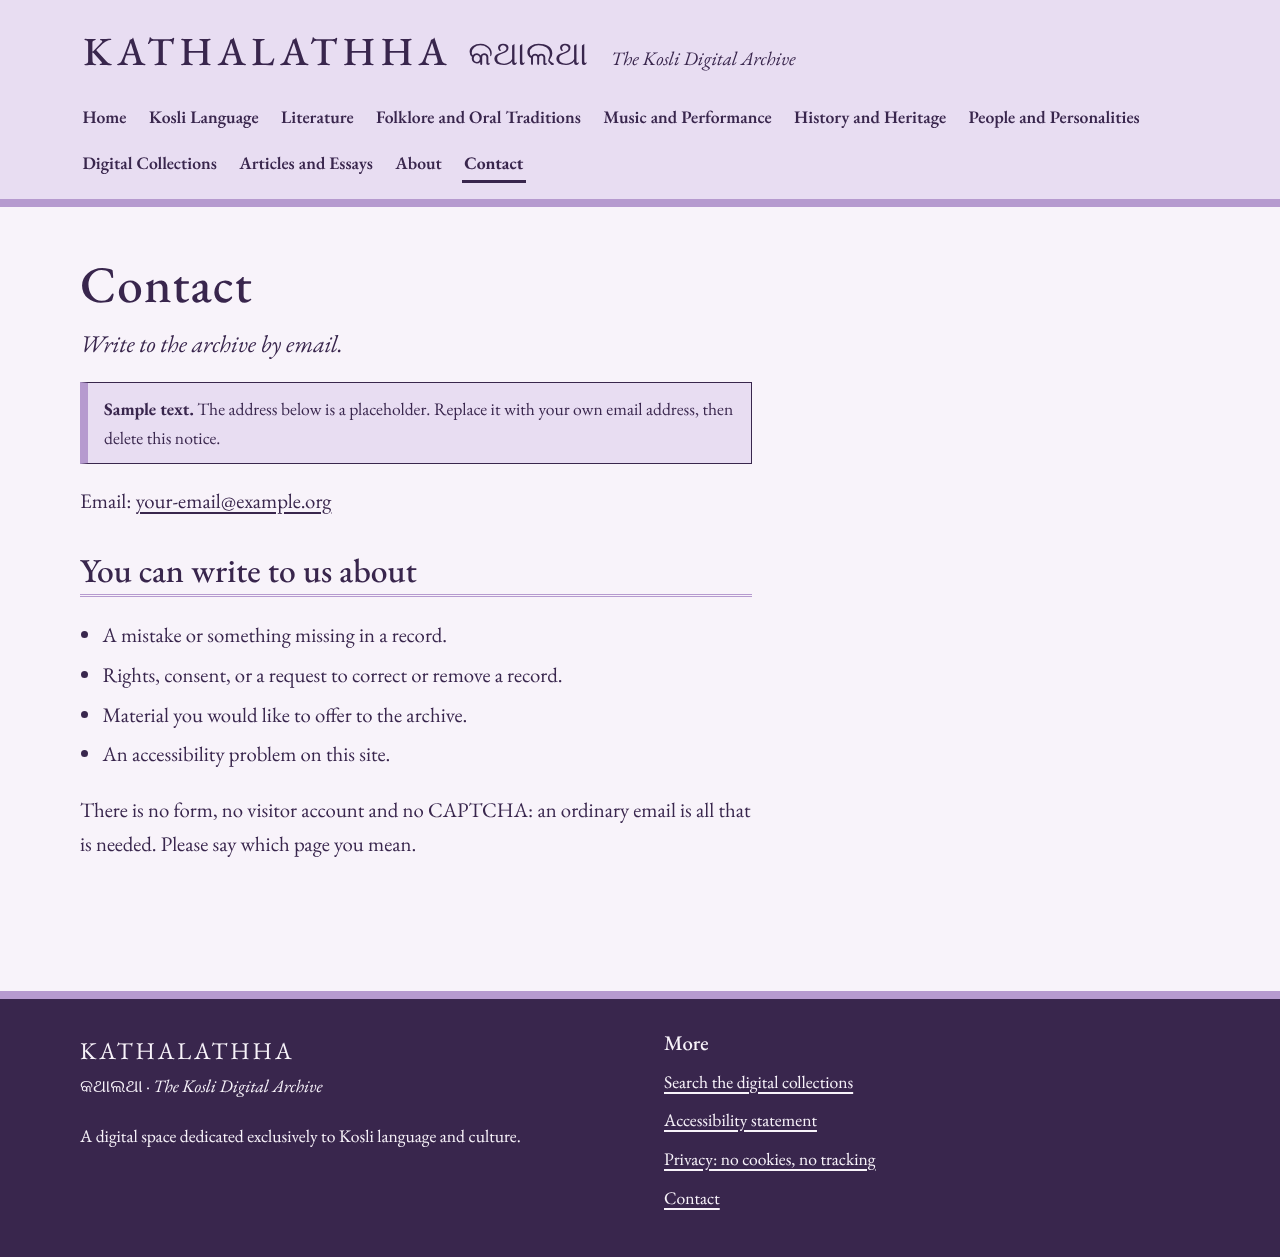 KATHALATHHA କଥାଲଥା The Kosli Digital Archive
Home Kosli Language Literature Folklore and Oral Traditions Music and Performance History and Heritage People and Personalities
Digital Collections Articles and Essays About Contact
Contact
Write to the archive by email.
Sample text. The address below is a placeholder. Replace it with your own email address, then
delete this notice.
Email: your-email@example.org
You can write to us about
• A mistake or something missing in a record.
• Rights, consent, or a request to correct or remove a record.
• Material you would like to offer to the archive.
• An accessibility problem on this site.
There is no form, no visitor account and no CAPTCHA: an ordinary email is all that
is needed. Please say which page you mean.
KATHALATHHA
କଥାଲଥା · The Kosli Digital Archive
A digital space dedicated exclusively to Kosli language and culture.
More
Search the digital collections
Accessibility statement
Privacy: no cookies, no tracking
Contact